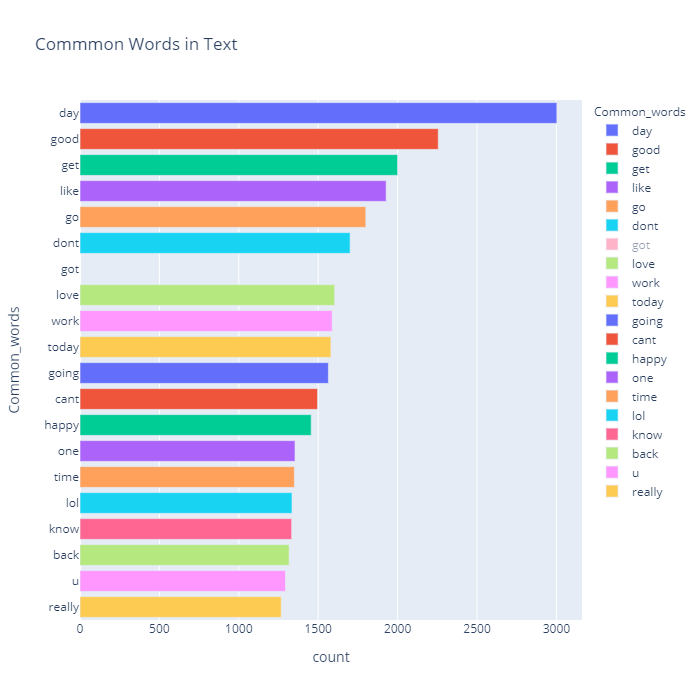 Commmon Words in Text
Common_words
day
good
get
like
go
dont
got
love
work
today
going
cant
happy
one
time
lol
know
back
u
really
0 500 1000 1500 2000 2500 3000
count
Common_words
day
good
get
like
go
dont
got
love
work
today
going
cant
happy
one
time
lol
know
back
u
really